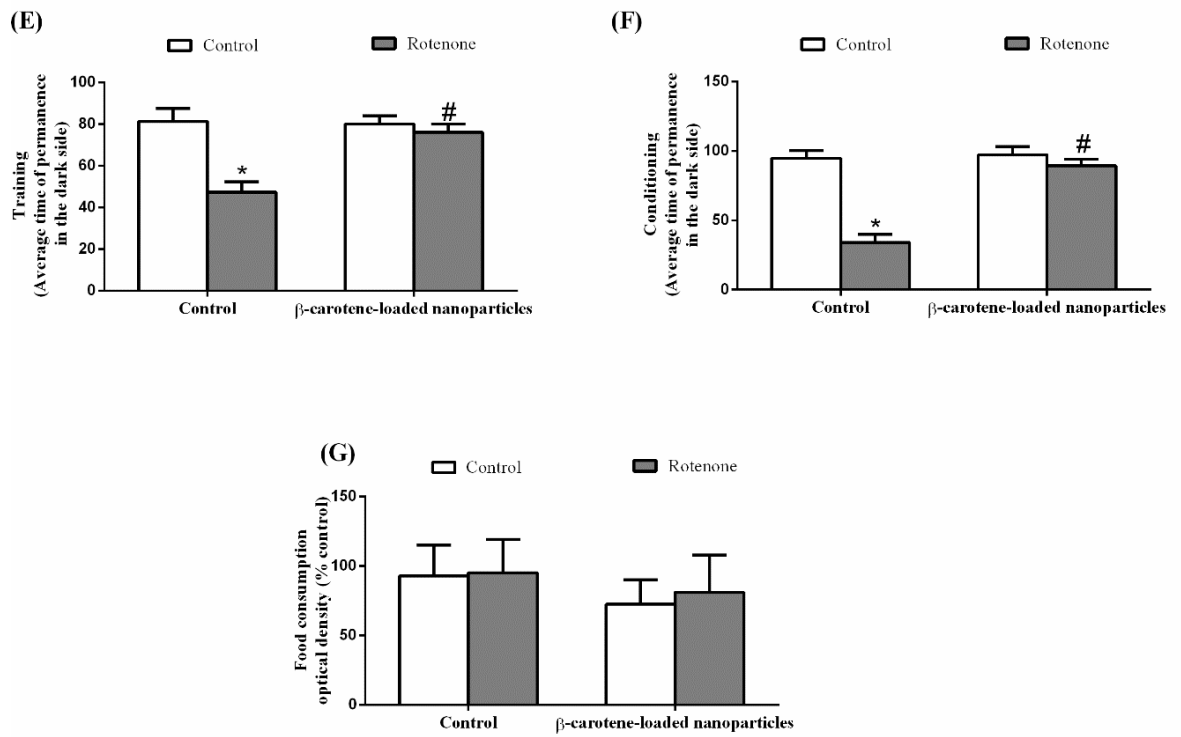 (E)
Control
Rotenone
Training
(Average time of permanence
in the dark side)
100
80
60
40
20
0
*
#
Control
β-carotene-loaded nanoparticles
(F)
Control
Rotenone
Conditioning
(Average time of permanence
in the dark side)
150
100
50
0
*
#
Control
β-carotene-loaded nanoparticles
(G)
Control
Rotenone
Food consumption
optical density (% control)
150
100
50
0
Control
β-carotene-loaded nanoparticles